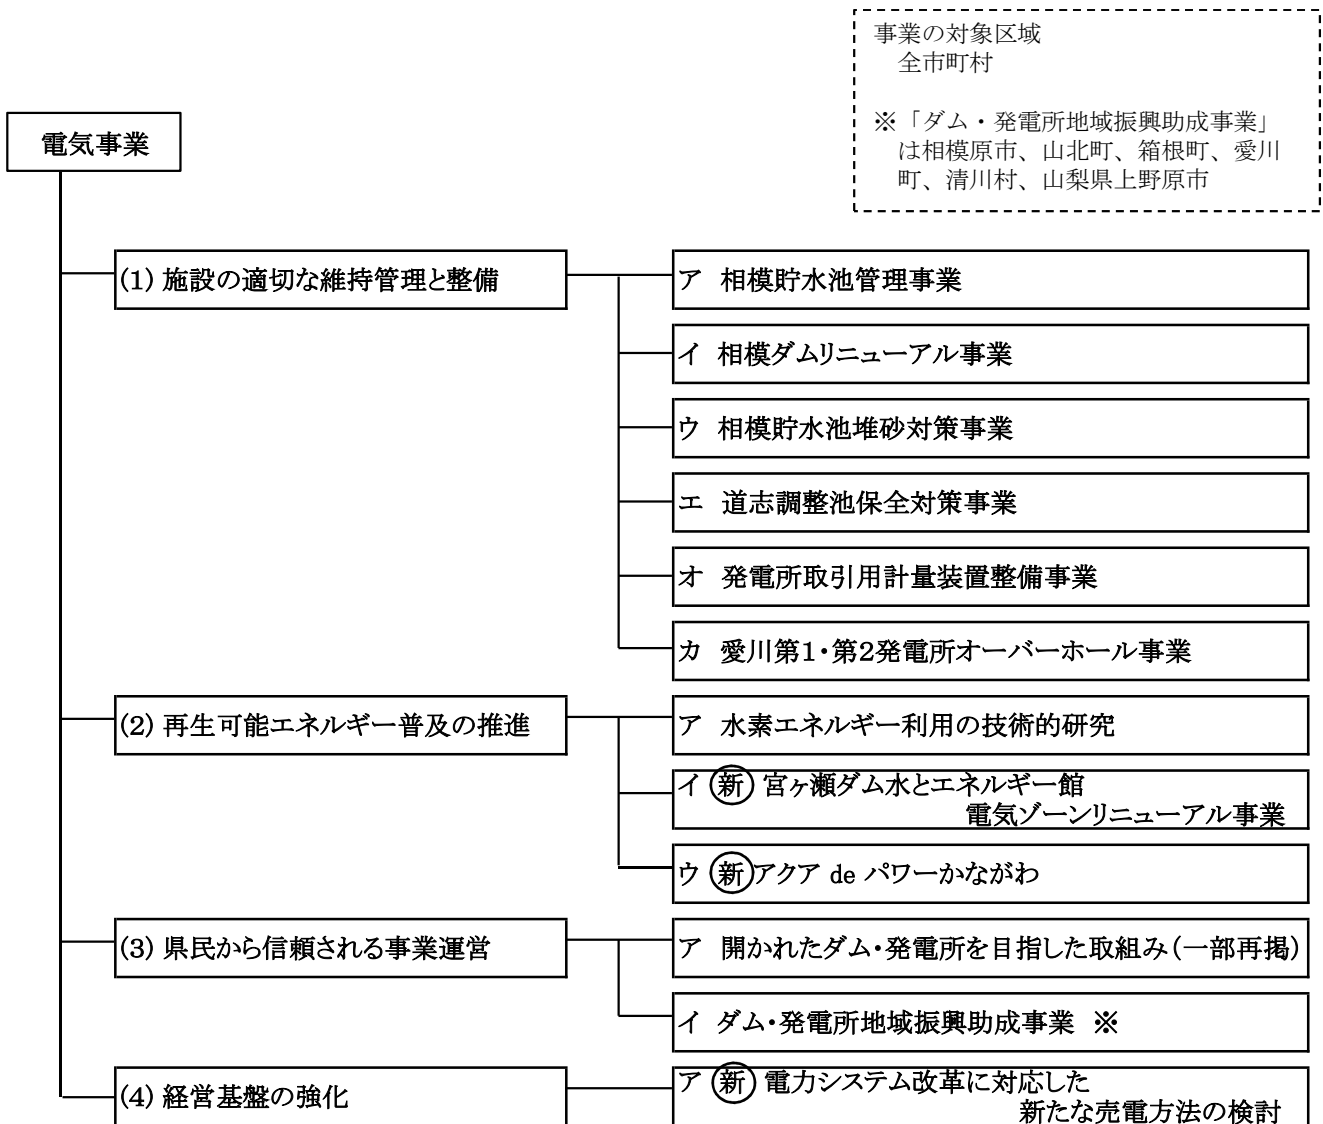 事業の対象区域
全市町村
※「ダム・発電所地域振興助成事業」
は相模原市、山北町、箱根町、愛川
町、清川村、山梨県上野原市
電気事業
(1) 施設の適切な維持管理と整備
ア 相模貯水池管理事業
イ 相模ダムリニューアル事業
ウ 相模貯水池堆砂対策事業
エ 道志調整池保全対策事業
オ 発電所取引用計量装置整備事業
カ 愛川第1・第2発電所オーバーホール事業
(2) 再生可能エネルギー普及の推進
ア 水素エネルギー利用の技術的研究
イ 新 宮ヶ瀬ダム水とエネルギー館
電気ゾーンリニューアル事業
ウ 新 アクア de パワーかながわ
(3) 県民から信頼される事業運営
ア 開かれたダム・発電所を目指した取組み(一部再掲)
イ ダム・発電所地域振興助成事業 ※
(4) 経営基盤の強化
ア 新 電力システム改革に対応した
新たな売電方法の検討